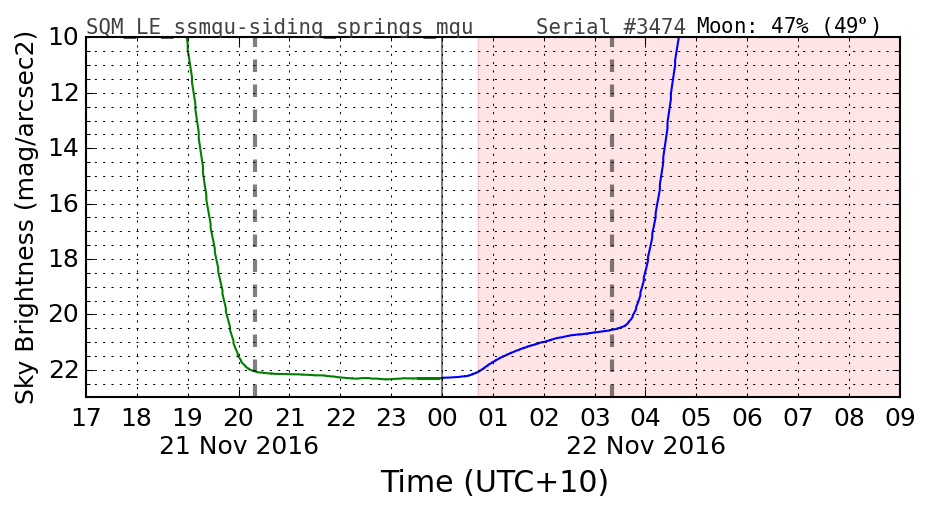 SQM_LE_ssmqu-siding_springs_mqu Serial #3474 Moon: 47% (49°)
Sky Brightness (mag/arcsec2)
10
12
14
16
18
20
22
17 18 19 20 21 22 23 00 01 02 03 04 05 06 07 08 09
21 Nov 2016 22 Nov 2016
Time (UTC+10)